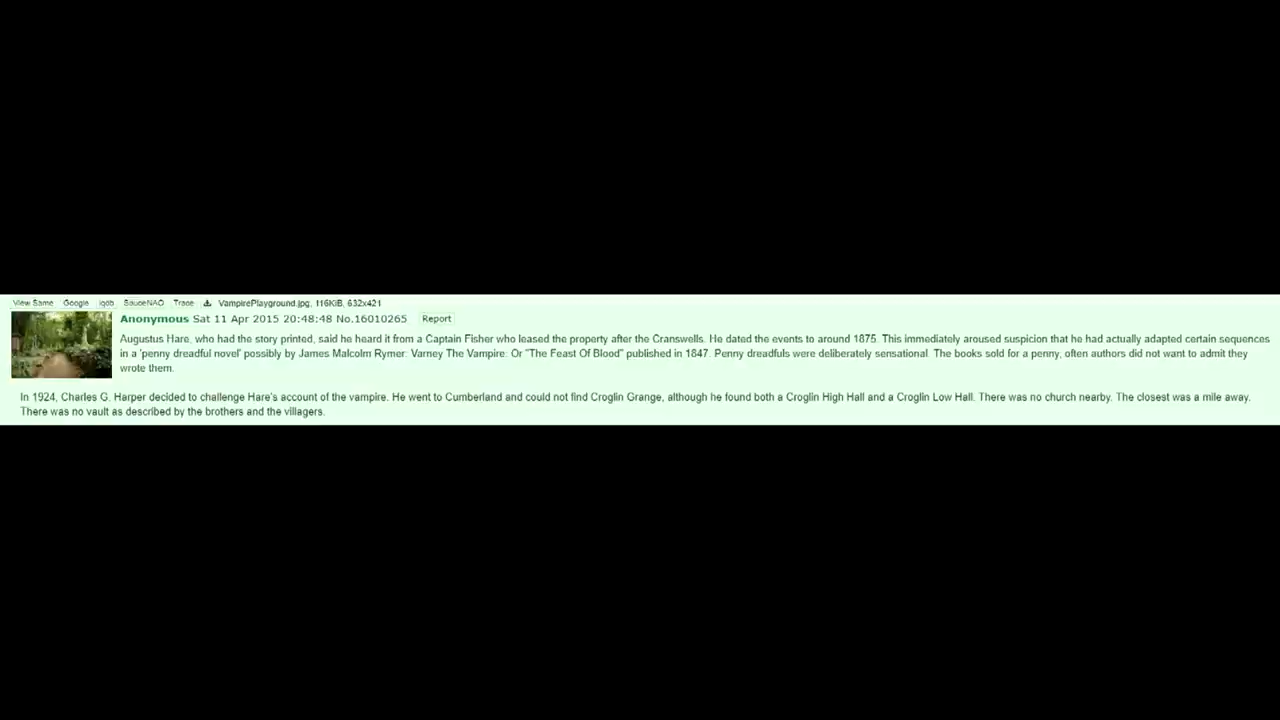 View Same Google iqdb SauceNAO Trace VampirePlayground.jpg, 116KiB, 632x421
Anonymous Sat 11 Apr 2015 20:48:48 No.16010265 Report
Augustus Hare, who had the story printed, said he heard it from a Captain Fisher who leased the property after the Cranswells. He dated the events to around 1875. This immediately aroused suspicion that he had actually adapted certain sequences
in a 'penny dreadful novel' possibly by James Malcolm Rymer: Varney The Vampire: Or "The Feast Of Blood" published in 1847. Penny dreadfuls were deliberately sensational. The books sold for a penny, often authors did not want to admit they
wrote them.
In 1924, Charles G. Harper decided to challenge Hare's account of the vampire. He went to Cumberland and could not find Croglin Grange, although he found both a Croglin High Hall and a Croglin Low Hall. There was no church nearby. The closest was a mile away.
There was no vault as described by the brothers and the villagers.